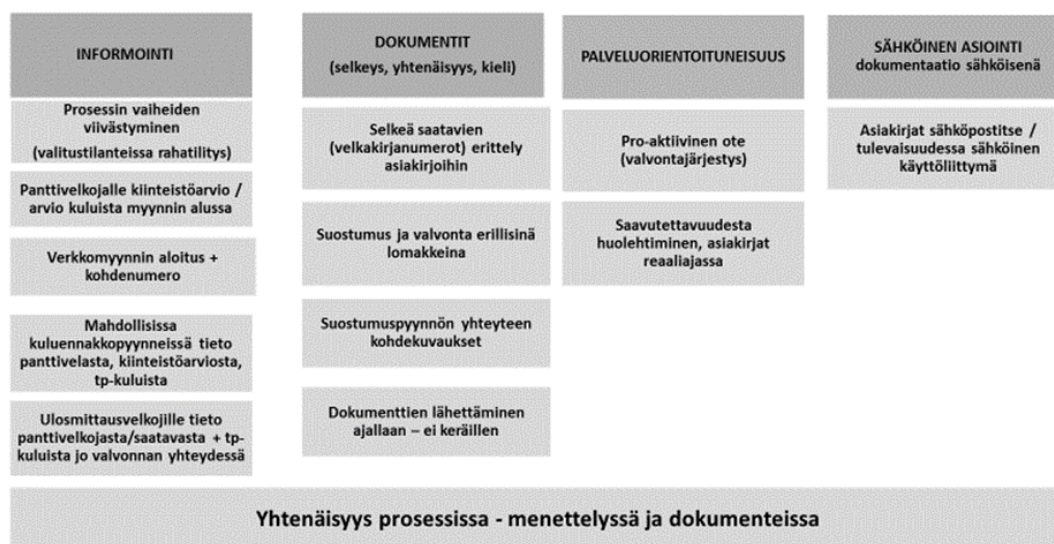 INFORMOINTI
Prosessin vaiheiden
viivästyminen
(valitustilanteissa rahatilitys)
Panttivelkojalle kiinteistöarvio /
arvio kuluista myynnin alussa
Verkkomyynnin aloitus +
kohdenumero
Mahdollisissa
kuluennakkopyynneissä tieto
panttivelasta, kiinteistöarviosta,
tp-kuluista
Ulosmittausvelkojille tieto
panttivelkojasta/saatavasta + tp-
kuluista jo valvonnan yhteydessä
DOKUMENTIT
(selkeys, yhtenäisyys, kieli)
Selkeä saatavien
(velkakirjanumerot) erittely
asiakirjoihin
Suostumus ja valvonta erillisinä
lomakkeina
Suostumuspyynnön yhteyteen
kohdekuvaukset
Dokumenttien lähettäminen
ajallaan – ei keräillen
PALVELUORIENTOITUNEISUUS
Pro-aktiivinen ote
(valvontajärjestys)
Saavutettavuudesta
huolehtiminen, asiakirjat
reaaliajassa
SÄHKÖINEN ASIOINTI
dokumentaatio sähköisenä
Asiakirjat sähköpostitse /
tulevaisuudessa sähköinen
käyttöliittymä
Yhtenäisyys prosessissa - menettelyssä ja dokumenteissa